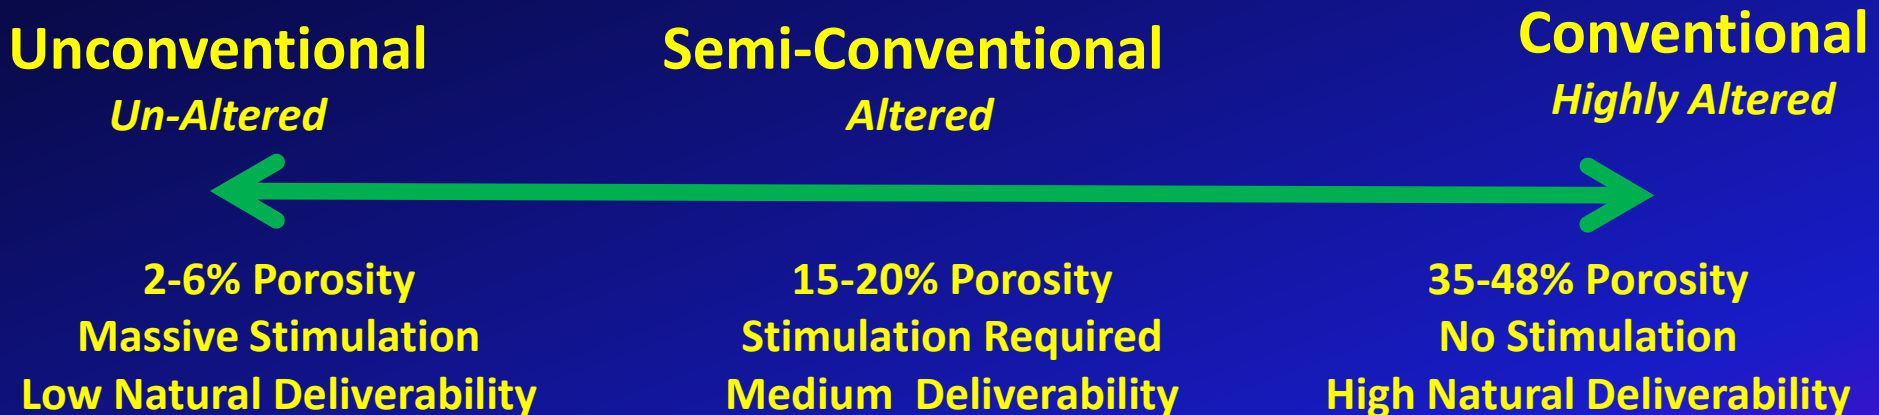 Unconventional
Un-Altered
Semi-Conventional
Altered
Conventional
Highly Altered
2-6% Porosity
Massive Stimulation
Low Natural Deliverability
15-20% Porosity
Stimulation Required
Medium  Deliverability
35-48% Porosity
No Stimulation
High Natural Deliverability